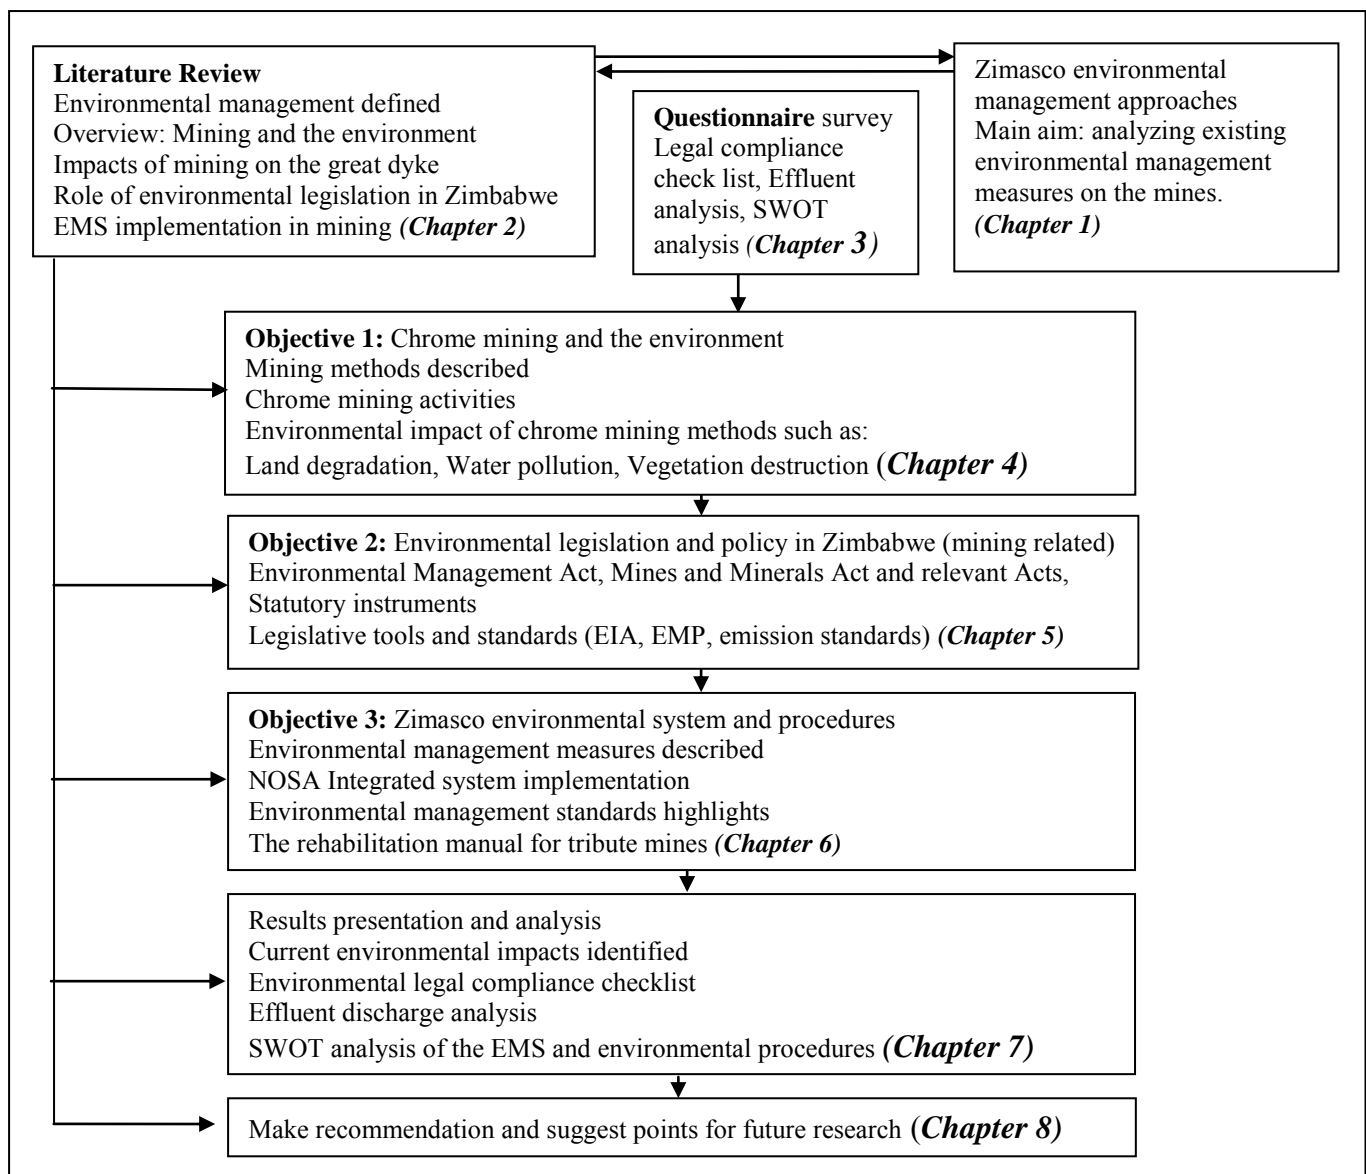 Literature Review
Environmental management defined
Overview: Mining and the environment
Impacts of mining on the great dyke
Role of environmental legislation in Zimbabwe
EMS implementation in mining (Chapter 2)
Questionnaire survey
Legal compliance
check list, Effluent
analysis, SWOT
analysis (Chapter 3)
Zimasco environmental
management approaches
Main aim: analyzing existing
environmental management
measures on the mines.
(Chapter 1)
Objective 1: Chrome mining and the environment
Mining methods described
Chrome mining activities
Environmental impact of chrome mining methods such as:
Land degradation, Water pollution, Vegetation destruction (Chapter 4)
Objective 2: Environmental legislation and policy in Zimbabwe (mining related)
Environmental Management Act, Mines and Minerals Act and relevant Acts,
Statutory instruments
Legislative tools and standards (EIA, EMP, emission standards) (Chapter 5)
Objective 3: Zimasco environmental system and procedures
Environmental management measures described
NOSA Integrated system implementation
Environmental management standards highlights
The rehabilitation manual for tribute mines (Chapter 6)
Results presentation and analysis
Current environmental impacts identified
Environmental legal compliance checklist
Effluent discharge analysis
SWOT analysis of the EMS and environmental procedures (Chapter 7)
Make recommendation and suggest points for future research (Chapter 8)